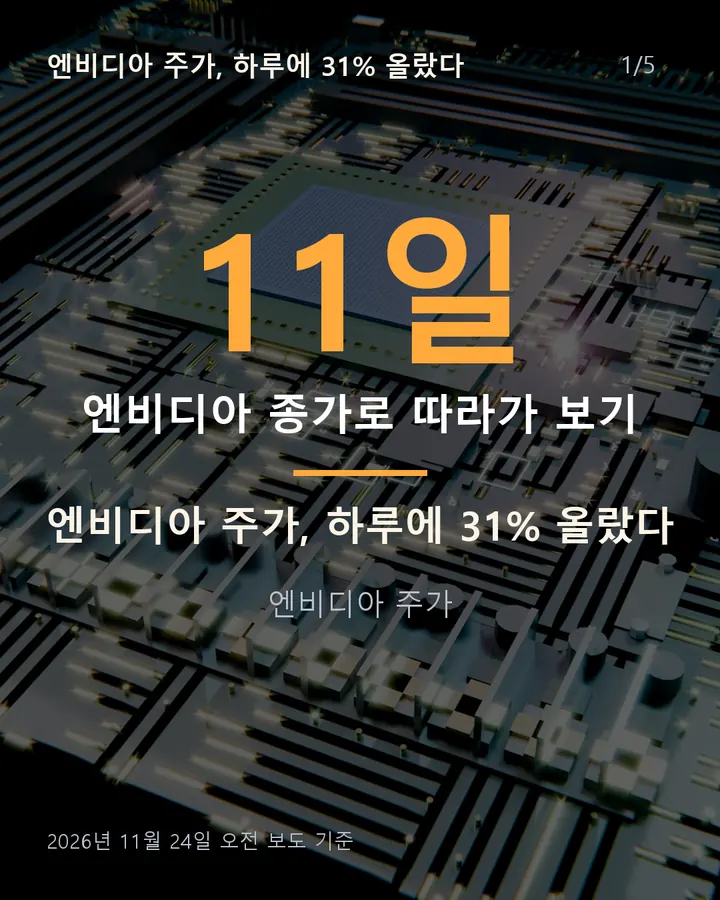 엔비디아 주가, 하루에 31% 올랐다
1/5
11일
엔비디아 종가로 따라가 보기
엔비디아 주가, 하루에 31% 올랐다
엔비디아 주가
2026년 11월 24일 오전 보도 기준